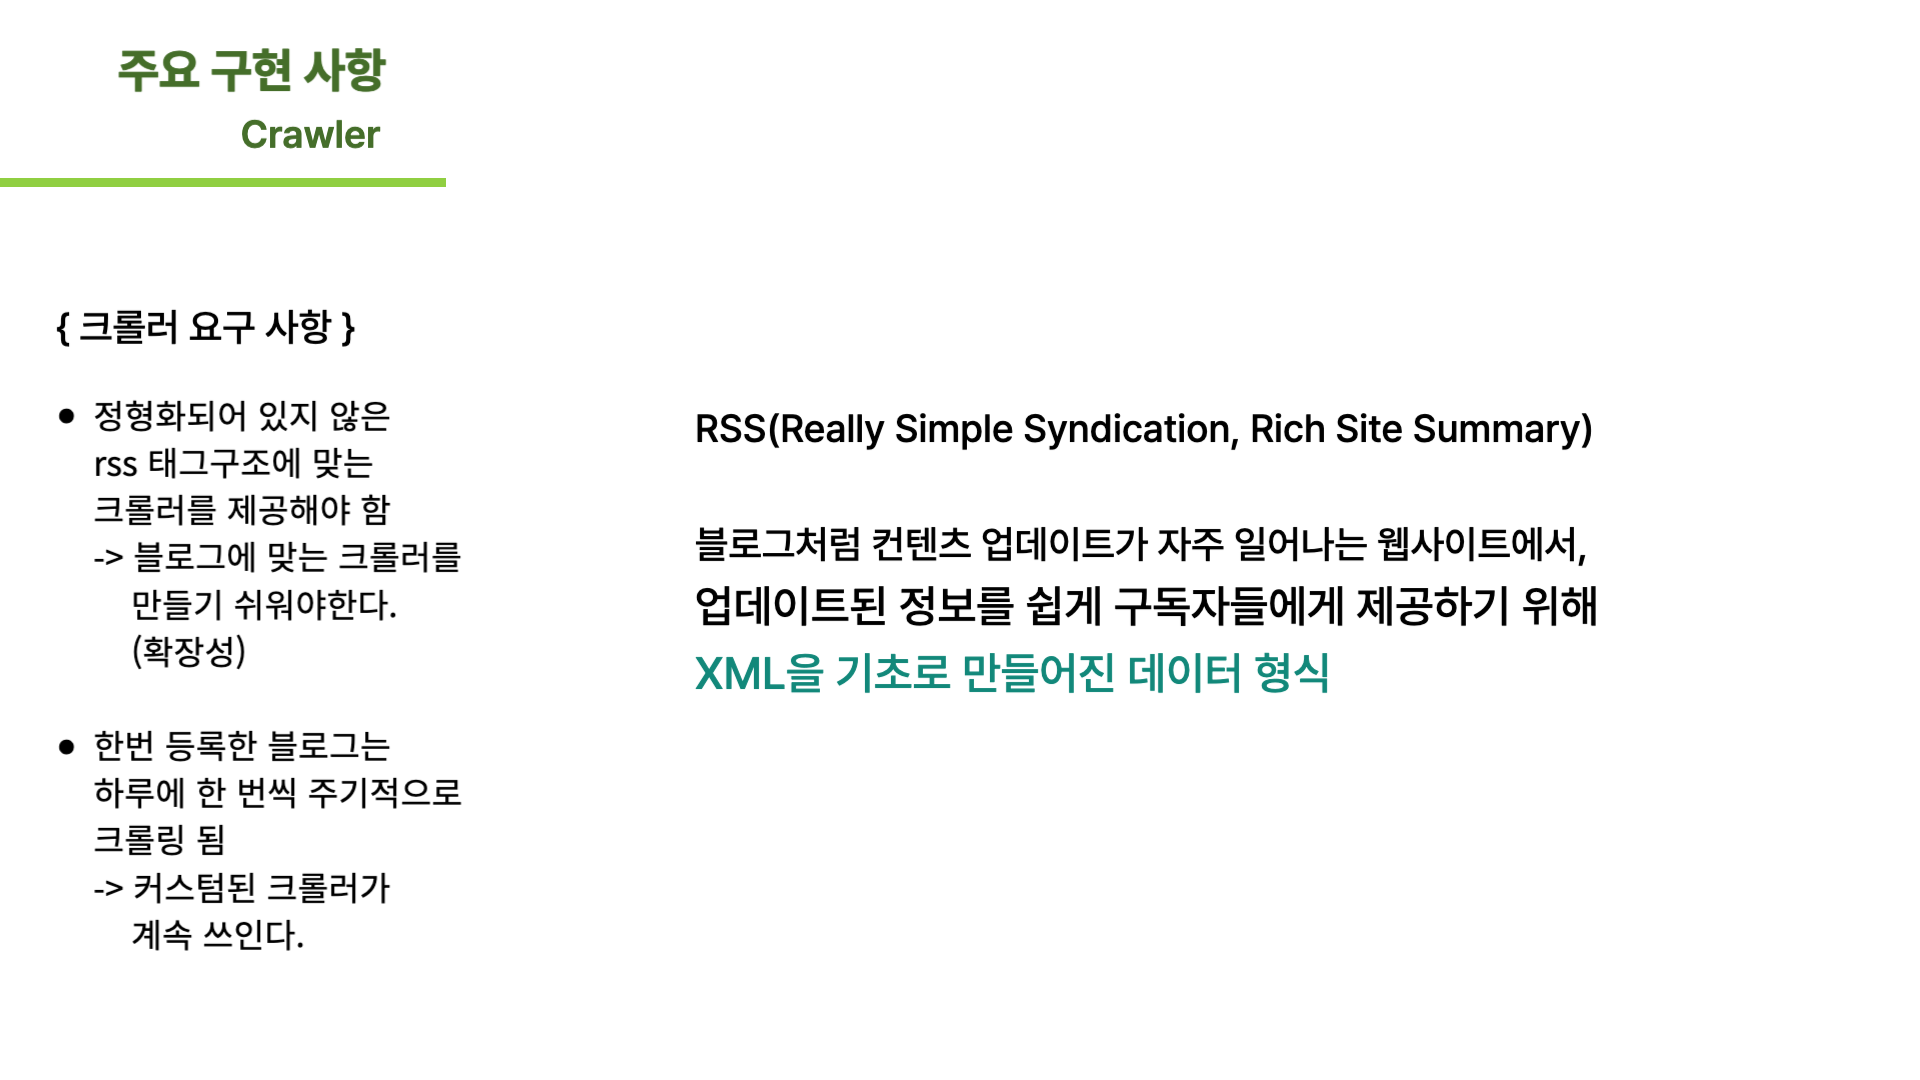 주요 구현 사항
Crawler
{ 크롤러 요구 사항 }
● 정형화되어 있지 않은
rss 태그구조에 맞는
크롤러를 제공해야 함
-> 블로그에 맞는 크롤러를
만들기 쉬워야한다.
(확장성)
● 한번 등록한 블로그는
하루에 한 번씩 주기적으로
크롤링 됨
-> 커스텀된 크롤러가
계속 쓰인다.
RSS(Really Simple Syndication, Rich Site Summary)
블로그처럼 컨텐츠 업데이트가 자주 일어나는 웹사이트에서,
업데이트된 정보를 쉽게 구독자들에게 제공하기 위해
XML을 기초로 만들어진 데이터 형식